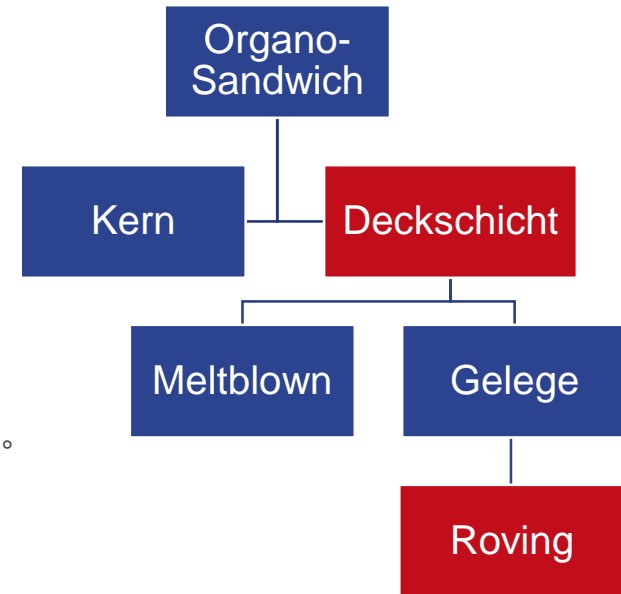 Organo-
Sandwich
Kern
Deckschicht
Meltblown
Gelege
°
Roving